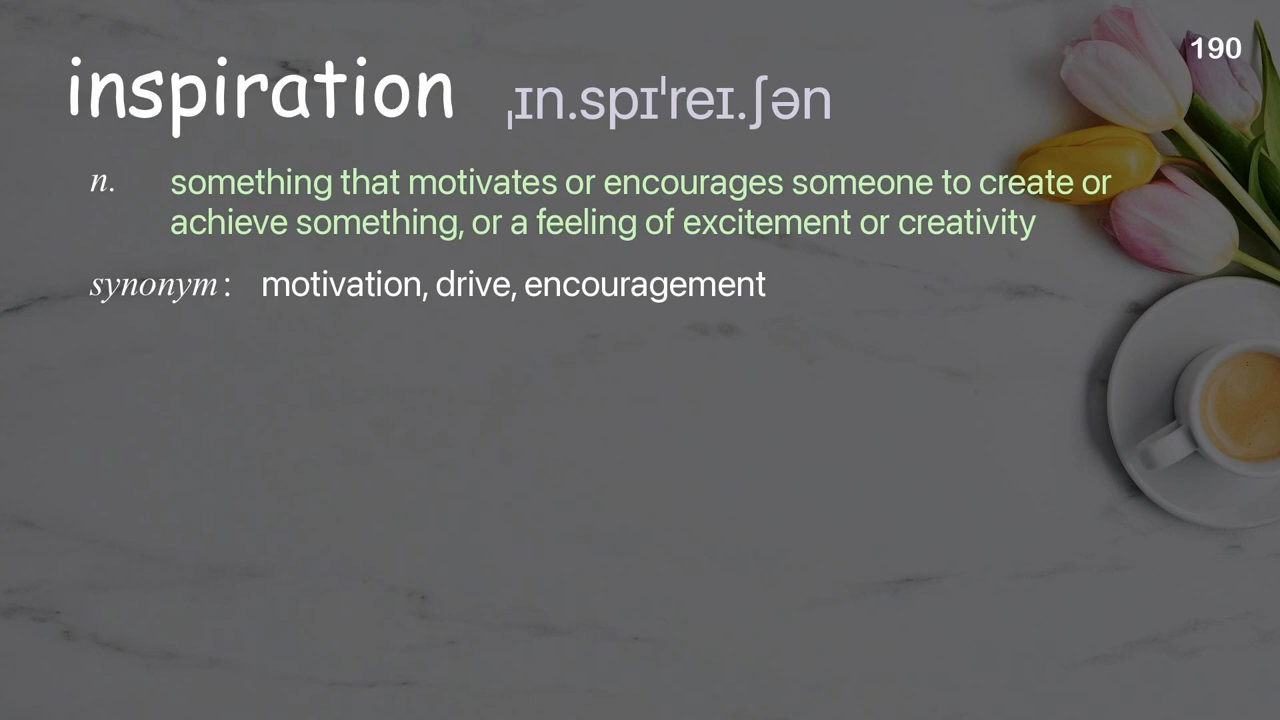 190
inspiration ˌɪn.spɪˈreɪ.ʃən
n. something that motivates or encourages someone to create or
achieve something, or a feeling of excitement or creativity
synonym : motivation, drive, encouragement